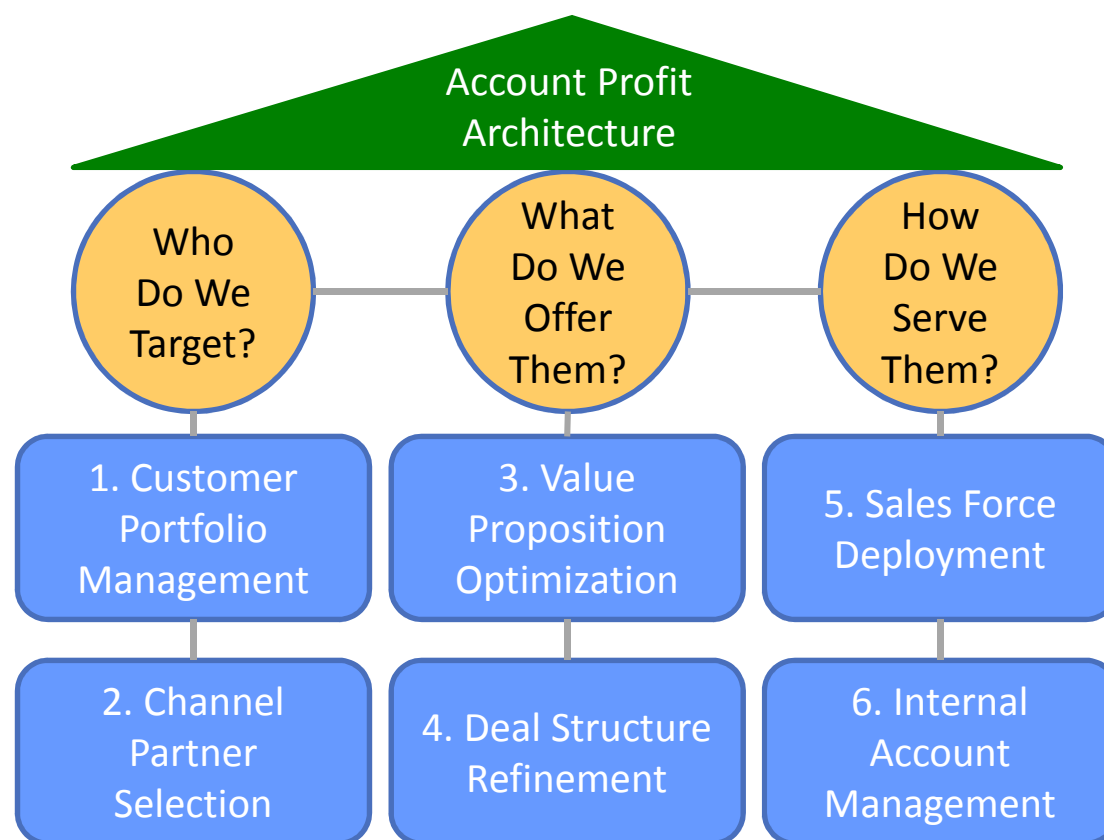 Account Profit
Architecture
Who
Do We
Target?
What
Do We
Offer
Them?
How
Do We
Serve
Them?
1. Customer
Portfolio
Management
3. Value
Proposition
Optimization
5. Sales Force
Deployment
2. Channel
Partner
Selection
4. Deal Structure
Refinement
6. Internal
Account
Management